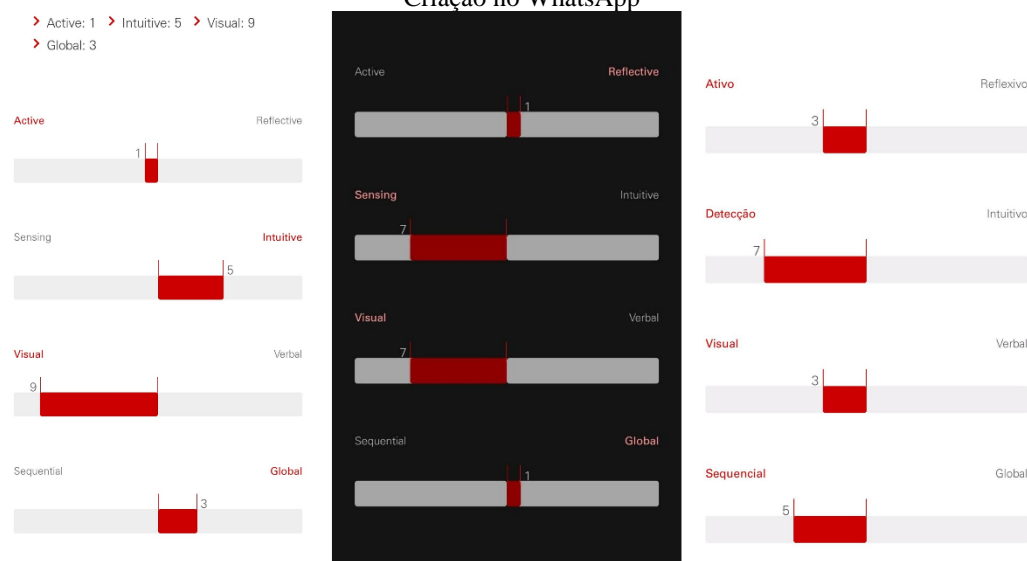 Criação no WhatsApp
Active: 1 Intuitive: 5 Visual: 9
Global: 3
Active Reflective
1
Sensing Intuitive
5
Visual Verbal
9
Sequential Global
3
Active Reflective
1
Sensing Intuitive
7
Visual Verbal
7
Sequential Global
1
Ativo Reflexivo
3
Detecção Intuitivo
7
Visual Verbal
3
Sequencial Global
5